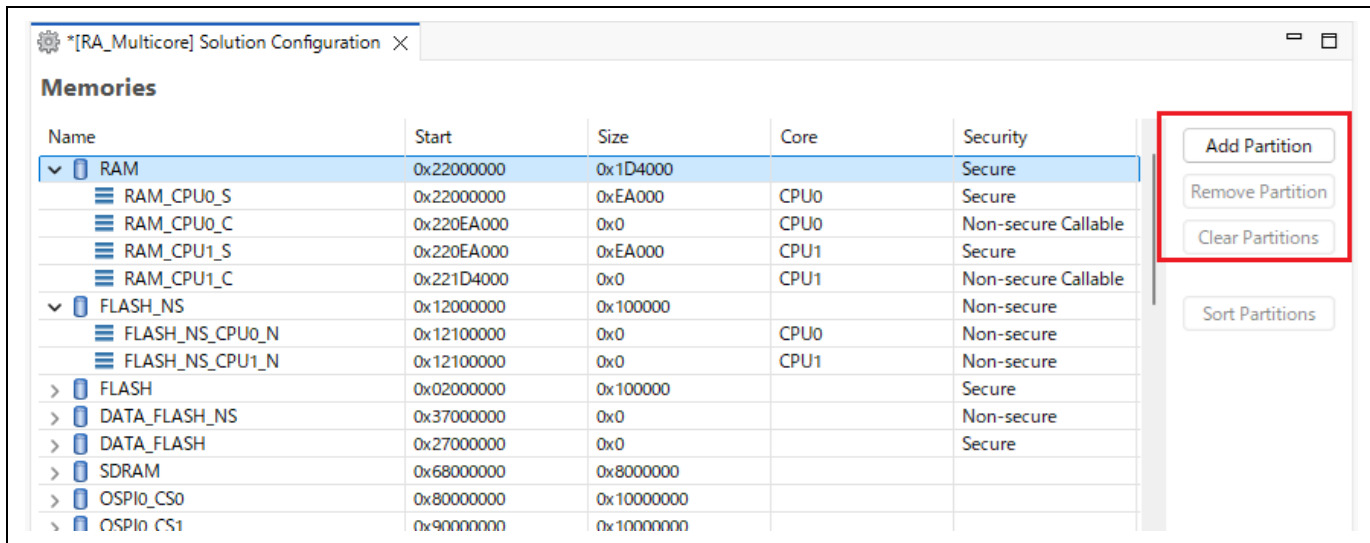 *[RA_Multicore] Solution Configuration
Memories
Name Start Size Core Security
RAM 0x22000000 0x1D4000 Secure
RAM_CPU0_S 0x22000000 0xEA000 CPU0 Secure
RAM_CPU0_C 0x220EA000 0x0 CPU0 Non-secure Callable
RAM_CPU1_S 0x220EA000 0xEA000 CPU1 Secure
RAM_CPU1_C 0x221D4000 0x0 CPU1 Non-secure Callable
FLASH_NS 0x12000000 0x100000 Non-secure
FLASH_NS_CPU0_N 0x12100000 0x0 CPU0 Non-secure
FLASH_NS_CPU1_N 0x12100000 0x0 CPU1 Non-secure
FLASH 0x02000000 0x100000 Secure
DATA_FLASH_NS 0x37000000 0x0 Non-secure
DATA_FLASH 0x27000000 0x0 Secure
SDRAM 0x68000000 0x8000000
OSPI0_CS0 0x80000000 0x10000000
OSPI0_CS1 0x90000000 0x10000000
Add Partition
Remove Partition
Clear Partitions
Sort Partitions